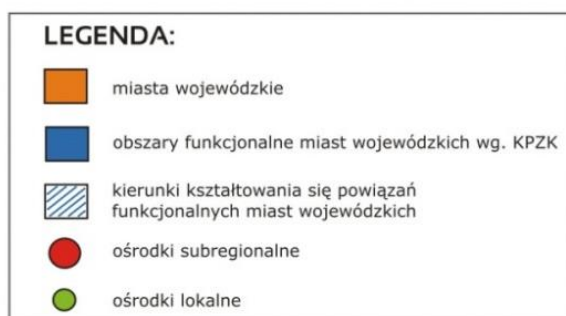 LEGENDA:
miasta wojewódzkie
obszary funkcjonalne miast wojewódzkich wg. KPZK
kierunki kształtowania się powiązań
funkcjonalnych miast wojewódzkich
ośrodki subregionalne
ośrodki lokalne